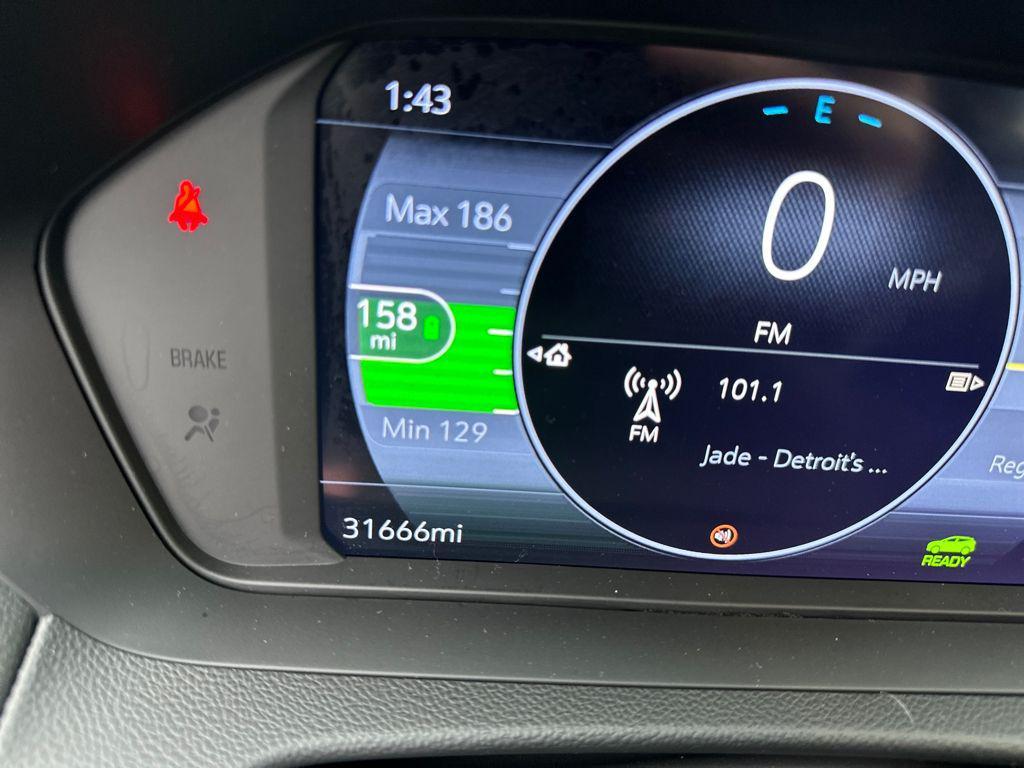 1:43
- E -
Max 186
0
MPH
158
mi
BRAKE
FM
101.1
FM
Jade - Detroit's ...
Min 129
Reg
31666mi
READY